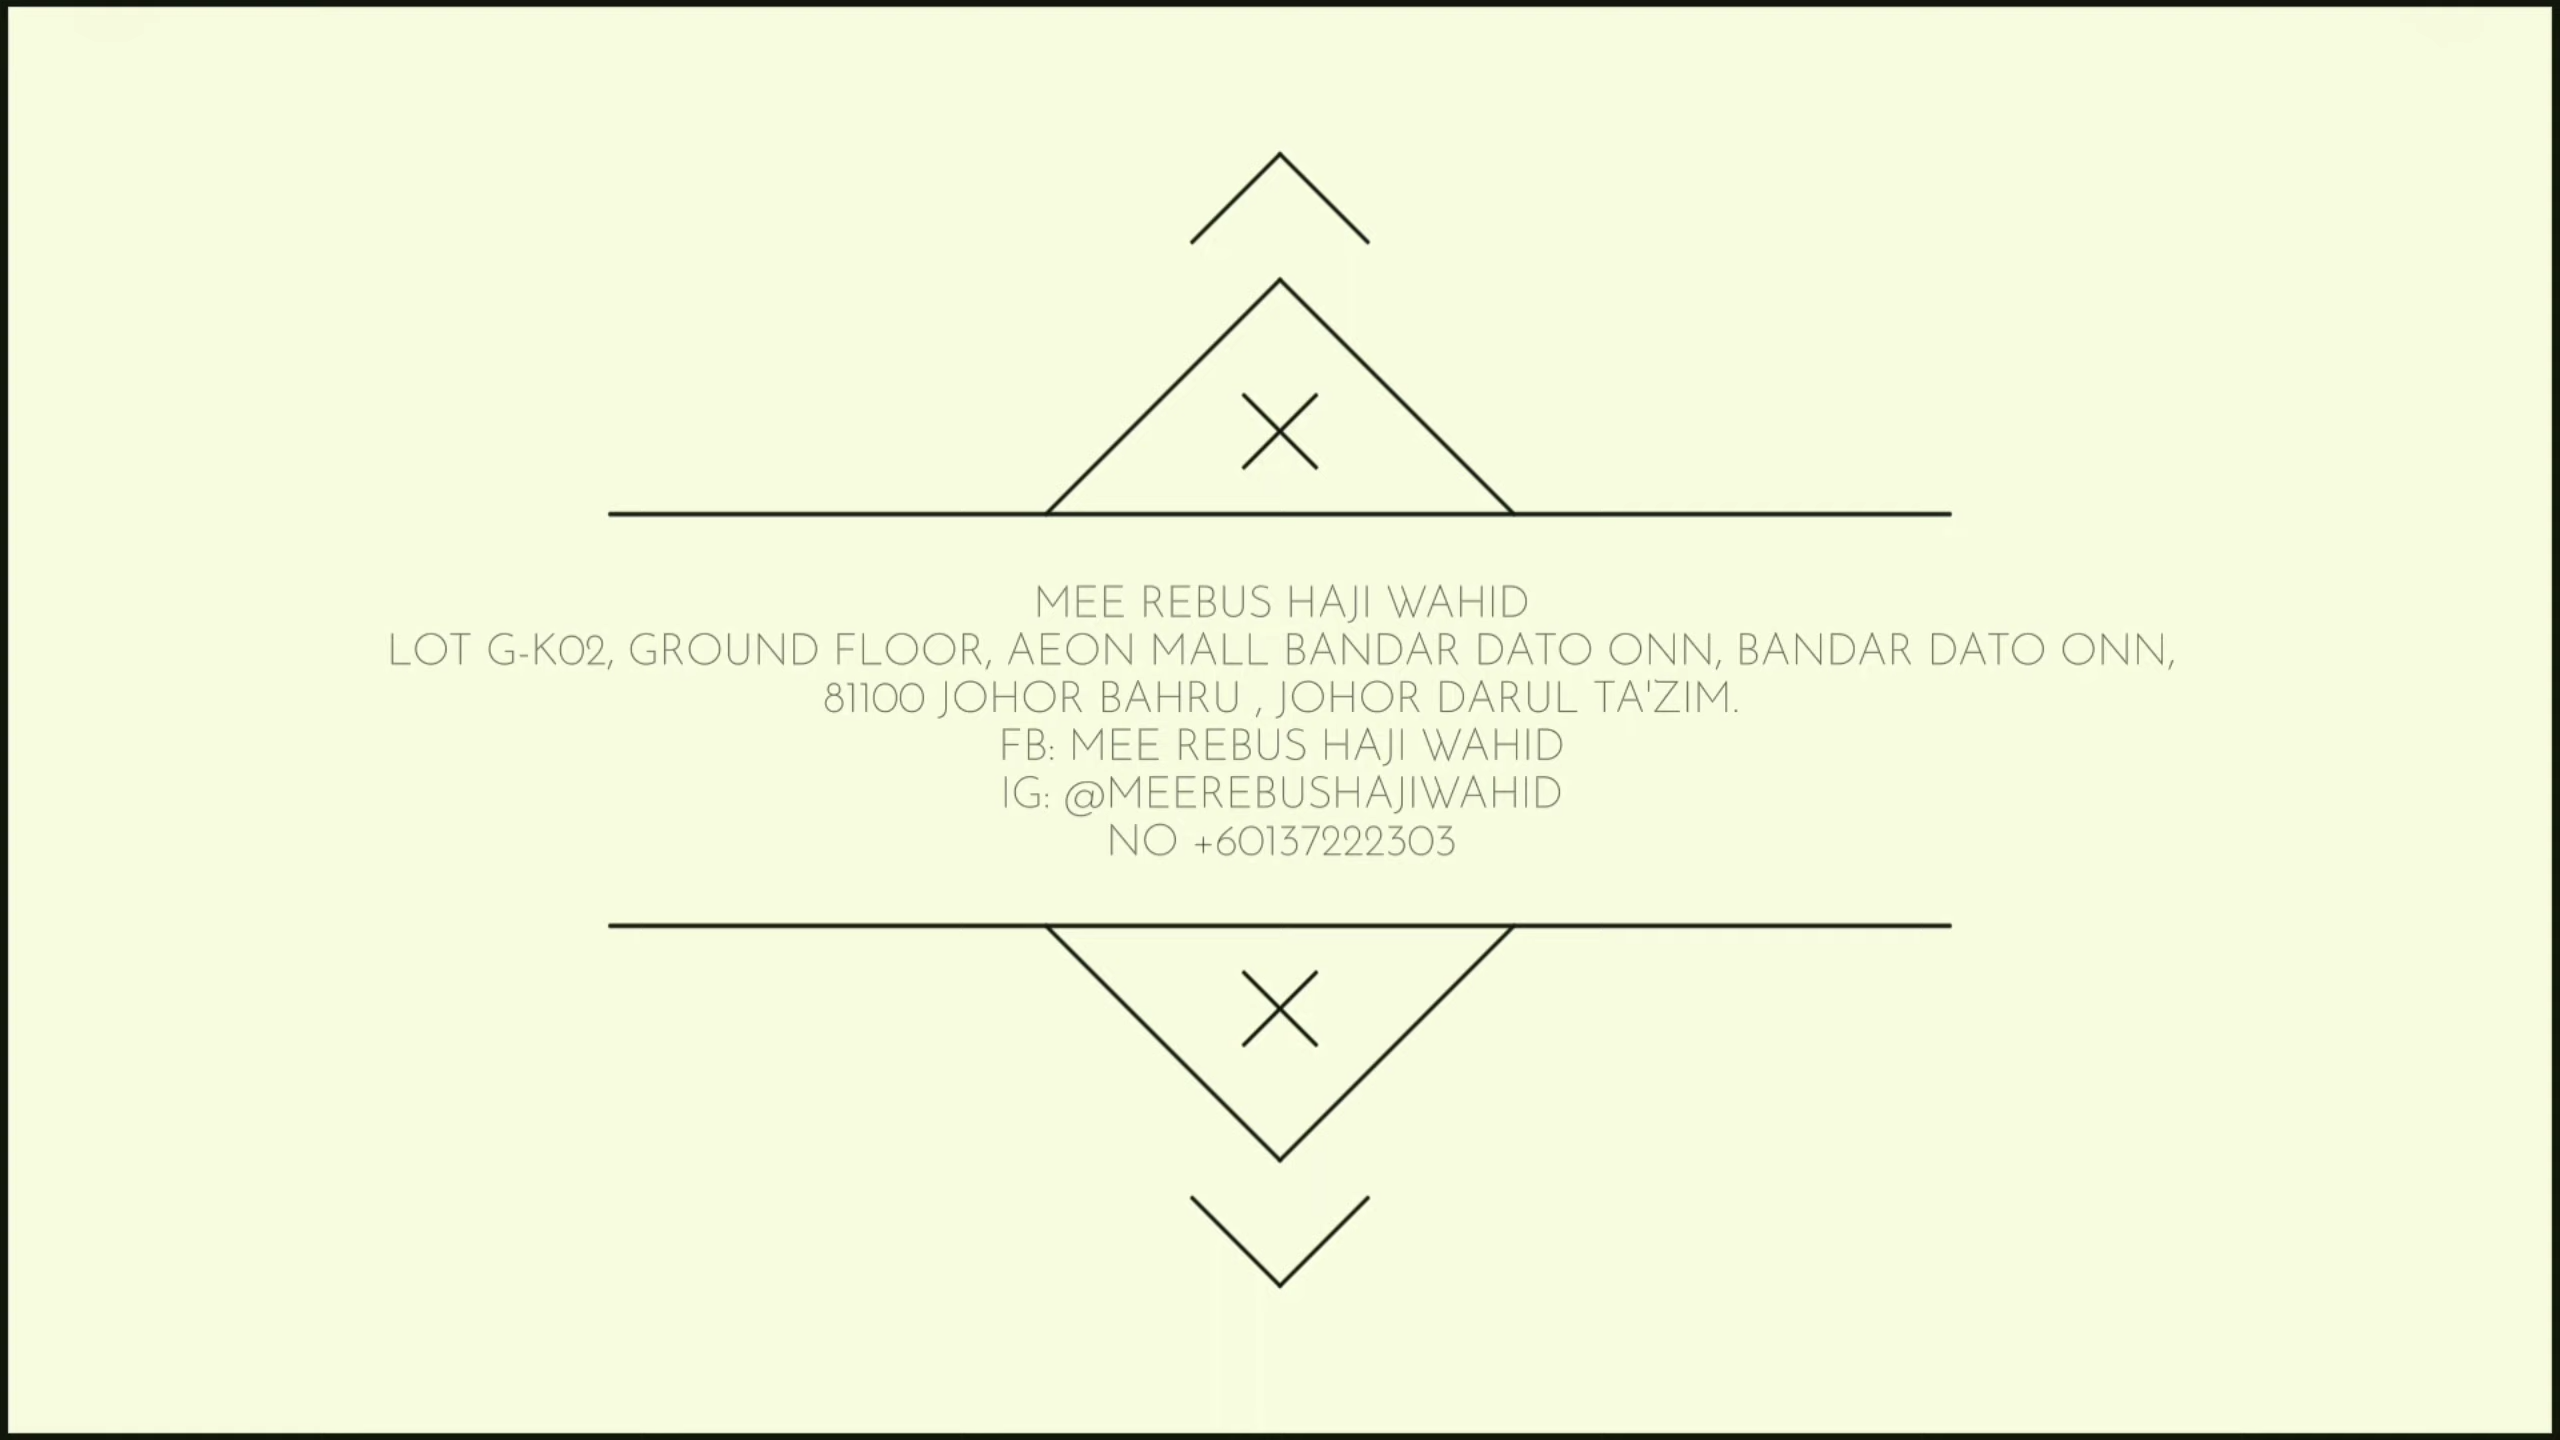 MEE REBUS HAJI WAHID
LOT G-K02, GROUND FLOOR, AEON MALL BANDAR DATO ONN, BANDAR DATO ONN,
81100 JOHOR BAHRU , JOHOR DARUL TA'ZIM.
FB: MEE REBUS HAJI WAHID
IG: @MEEREBUSHAJIWAHID
NO +60137222303